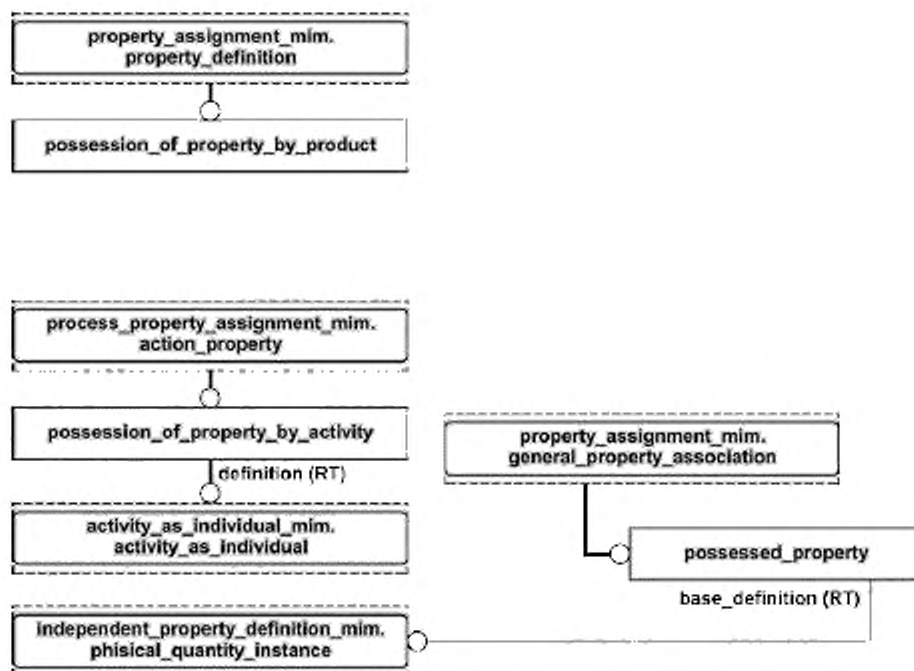 property_assignment_mim.
property_definition
possession_of_property_by_product
process_property_assignment_mim.
action_property
possession_of_property_by_activity
definition (RT)
activity_as_individual_mim.
activity_as_individual
property_assignment_mim.
general_property_association
possessed_property
base_definition (RT)
independent_property_definition_mim.
phisical_quantity_instance